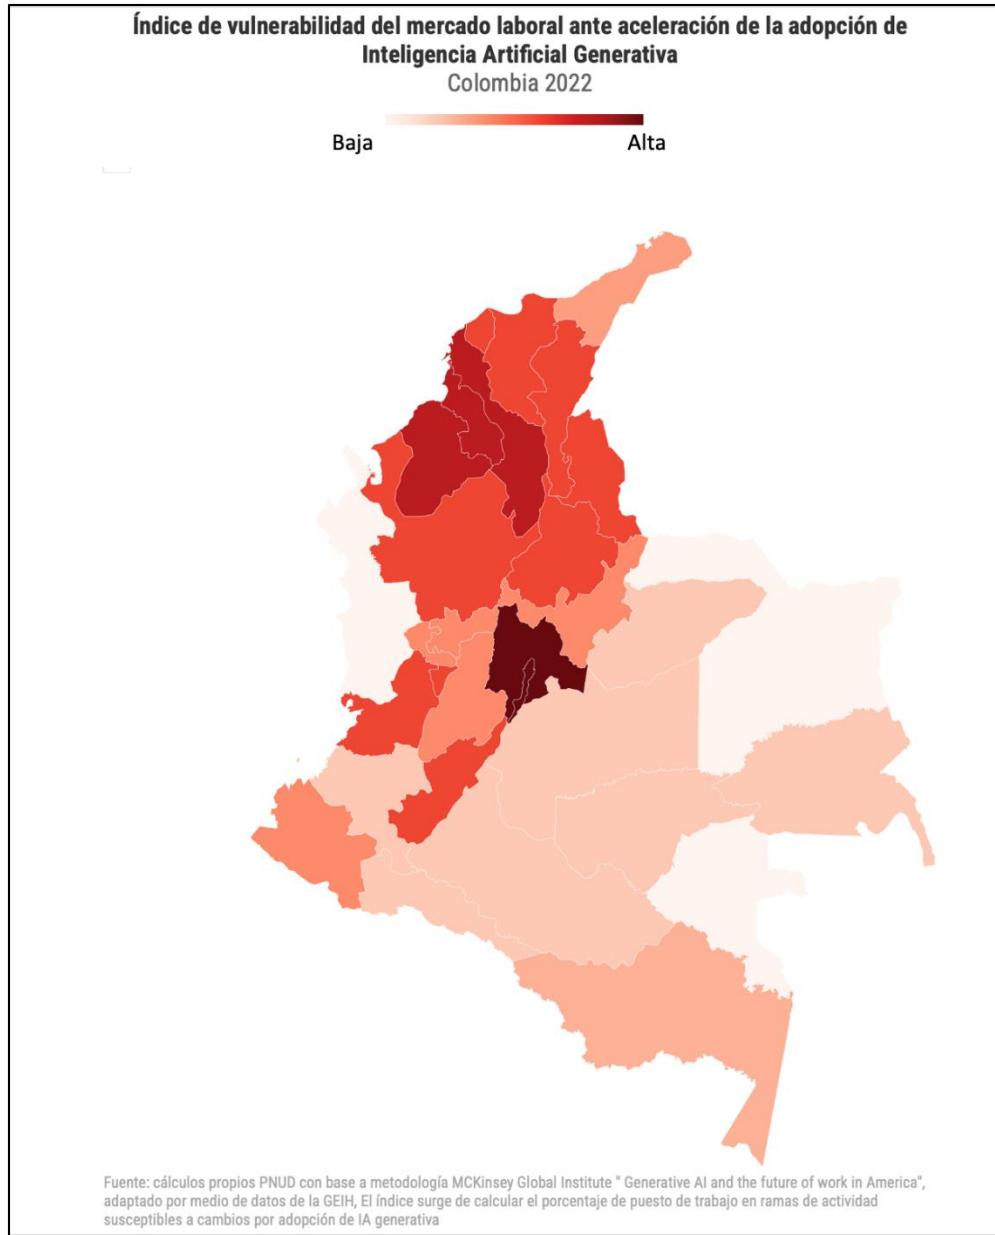 Índice de vulnerabilidad del mercado laboral ante aceleración de la adopción de
Inteligencia Artificial Generativa
Colombia 2022
Baja Alta
Fuente: cálculos propios PNUD con base a metodología MCKinsey Global Institute " Generative AI and the future of work in America",
adaptado por medio de datos de la GEIH, El índice surge de calcular el porcentaje de puesto de trabajo en ramas de actividad
susceptibles a cambios por adopción de IA generativa